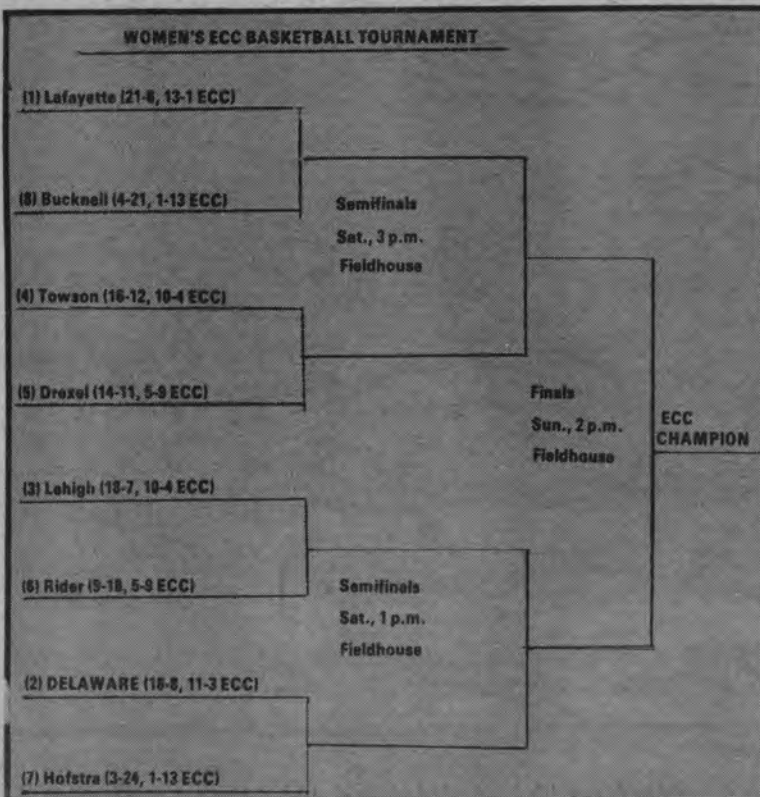 WOMEN'S ECC BASKETBALL TOURNAMENT
(1) Lafayette (21-6, 13-1 ECC)
(8) Bucknell (4-21, 1-13 ECC)
Semifinals
Sat., 3 p.m.
Fieldhouse
(4) Towson (16-12, 10-4 ECC)
(5) Drexel (14-11, 5-9 ECC)
Finals
Sun., 2 p.m.
Fieldhouse
ECC
CHAMPION
(3) Lehigh (18-7, 10-4 ECC)
(6) Rider (9-18, 5-9 ECC)
Semifinals
Sat., 1 p.m.
Fieldhouse
(2) DELAWARE (18-8, 11-3 ECC)
(7) Hofstra (3-24, 1-13 ECC)